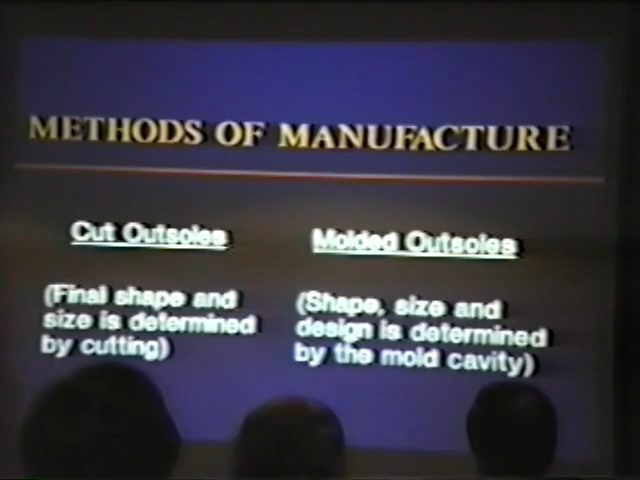 METHODS OF MANUFACTURE
Cut Outsoles
(Final shape and
size is determined
by cutting)
Molded Outsoles
(Shape, size and
design is determined
by the mold cavity)